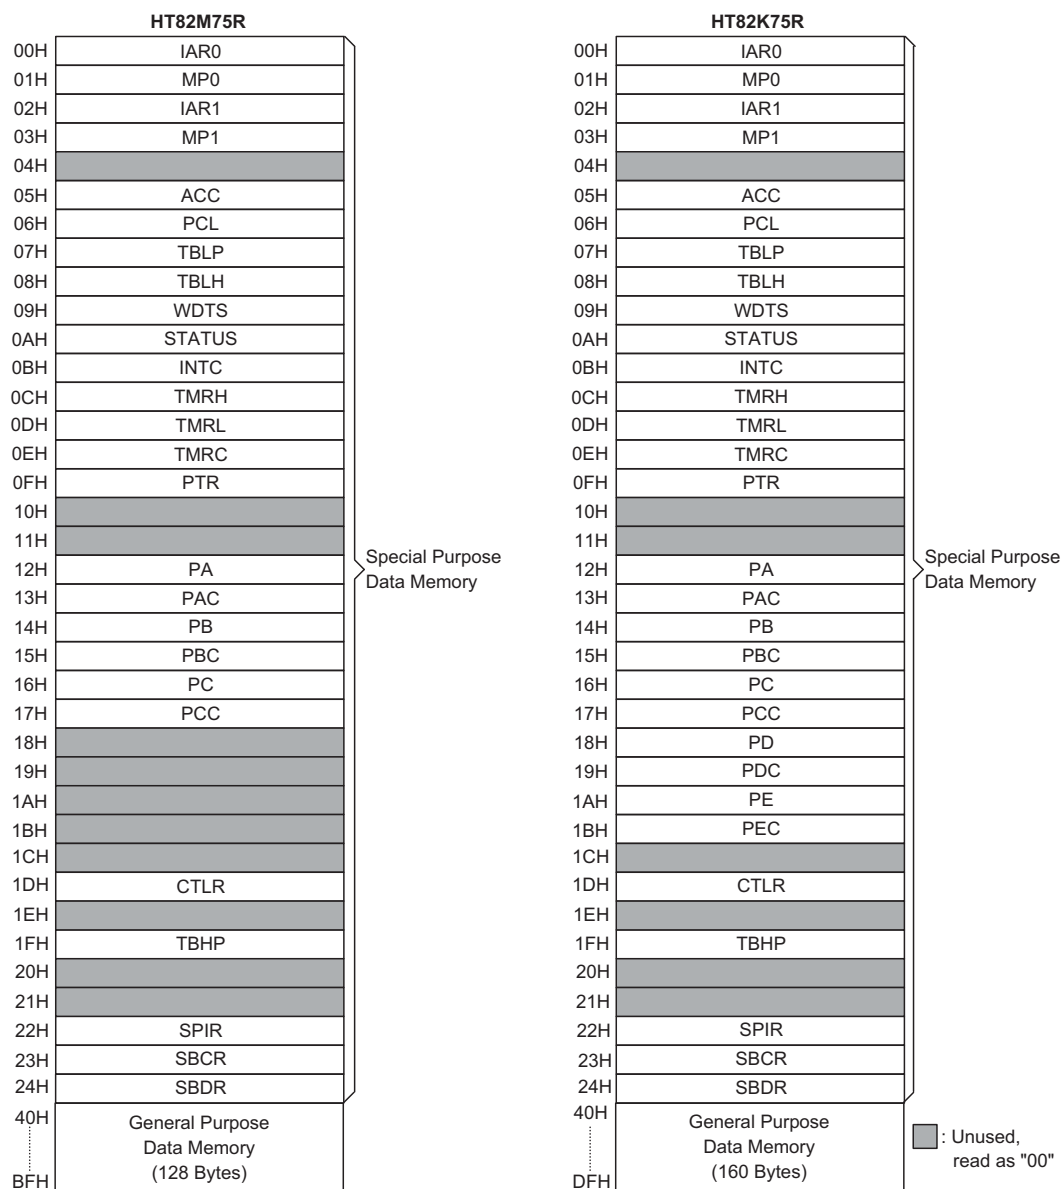 HT82M75R
00H IAR0
01H MP0
02H IAR1
03H MP1
04H
05H ACC
06H PCL
07H TBLP
08H TBLH
09H WDTS
0AH STATUS
0BH INTC
0CH TMRH
0DH TMRL
0EH TMRC
0FH PTR
10H
11H
12H PA
13H PAC
14H PB
15H PBC
16H PC
17H PCC
18H
19H
1AH
1BH
1CH
1DH CTLR
1EH
1FH TBHP
20H
21H
22H SPIR
23H SBCR
24H SBDR
40H
BFH
General Purpose
Data Memory
(128 Bytes)
Special Purpose
Data Memory
HT82K75R
00H IAR0
01H MP0
02H IAR1
03H MP1
04H
05H ACC
06H PCL
07H TBLP
08H TBLH
09H WDTS
0AH STATUS
0BH INTC
0CH TMRH
0DH TMRL
0EH TMRC
0FH PTR
10H
11H
12H PA
13H PAC
14H PB
15H PBC
16H PC
17H PCC
18H PD
19H PDC
1AH PE
1BH PEC
1CH
1DH CTLR
1EH
1FH TBHP
20H
21H
22H SPIR
23H SBCR
24H SBDR
40H
DFH
General Purpose
Data Memory
(160 Bytes)
Special Purpose
Data Memory
: Unused,
read as "00"